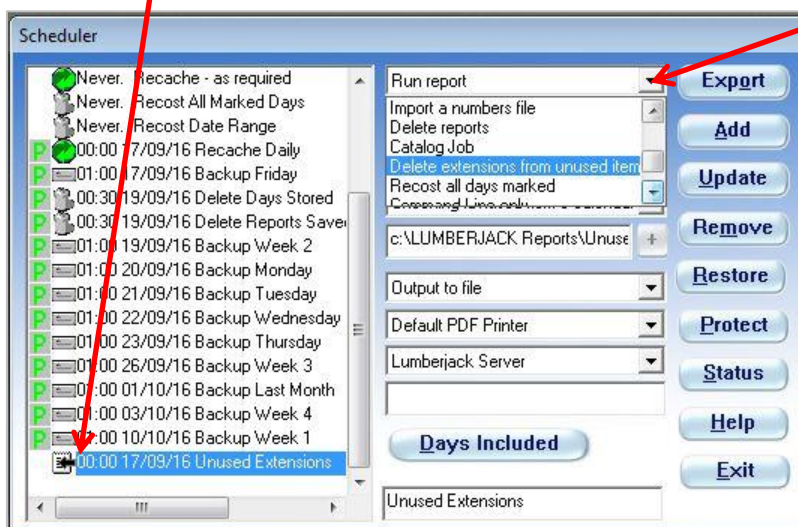 Scheduler
Never. Recache - as required
Never. Recost All Marked Days
Never. Recost Date Range
P 00:00 17/09/16 Recache Daily
P 01:00 17/09/16 Backup Friday
P 00:30 19/09/16 Delete Days Stored
P 00:30 19/09/16 Delete Reports Save
P 01:00 19/09/16 Backup Week 2
P 01:00 20/09/16 Backup Monday
P 01:00 21/09/16 Backup Tuesday
P 01:00 22/09/16 Backup Wednesday
P 01:00 23/09/16 Backup Thursday
P 01:00 26/09/16 Backup Week 3
P 01:00 01/10/16 Backup Last Month
P 01:00 03/10/16 Backup Week 4
P 01:00 10/10/16 Backup Week 1
00:00 17/09/16 Unused Extensions
Run report
Import a numbers file
Delete reports
Catalog Job
Delete extensions from unused item
Recost all days marked
Command Line only
c:\LUMBERJACK Reports\Unuse
+
Output to file
Default PDF Printer
Lumberjack Server
Days Included
Unused Extensions
Export
Add
Update
Remove
Restore
Protect
Status
Help
Exit